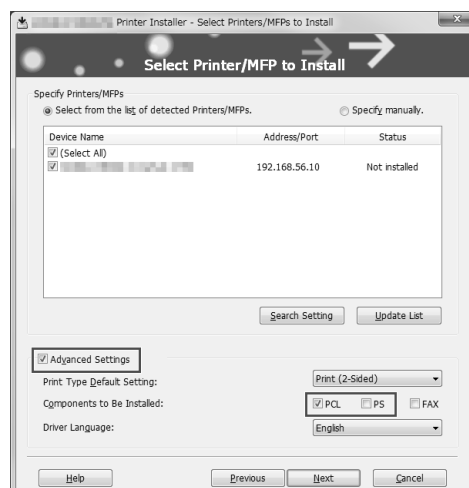 Printer Installer - Select Printers/MFPs to Install
Select Printer/MFP to Install
Specify Printers/MFPs
Select from the list of detected Printers/MFPs. Specify manually.
Device Name Address/Port Status
(Select All)
192.168.56.10 Not installed
Search Setting Update List
Advanced Settings
Print Type Default Setting: Print (2-Sided)
Components to Be Installed: PCL PS FAX
Driver Language: English
Help Previous Next Cancel